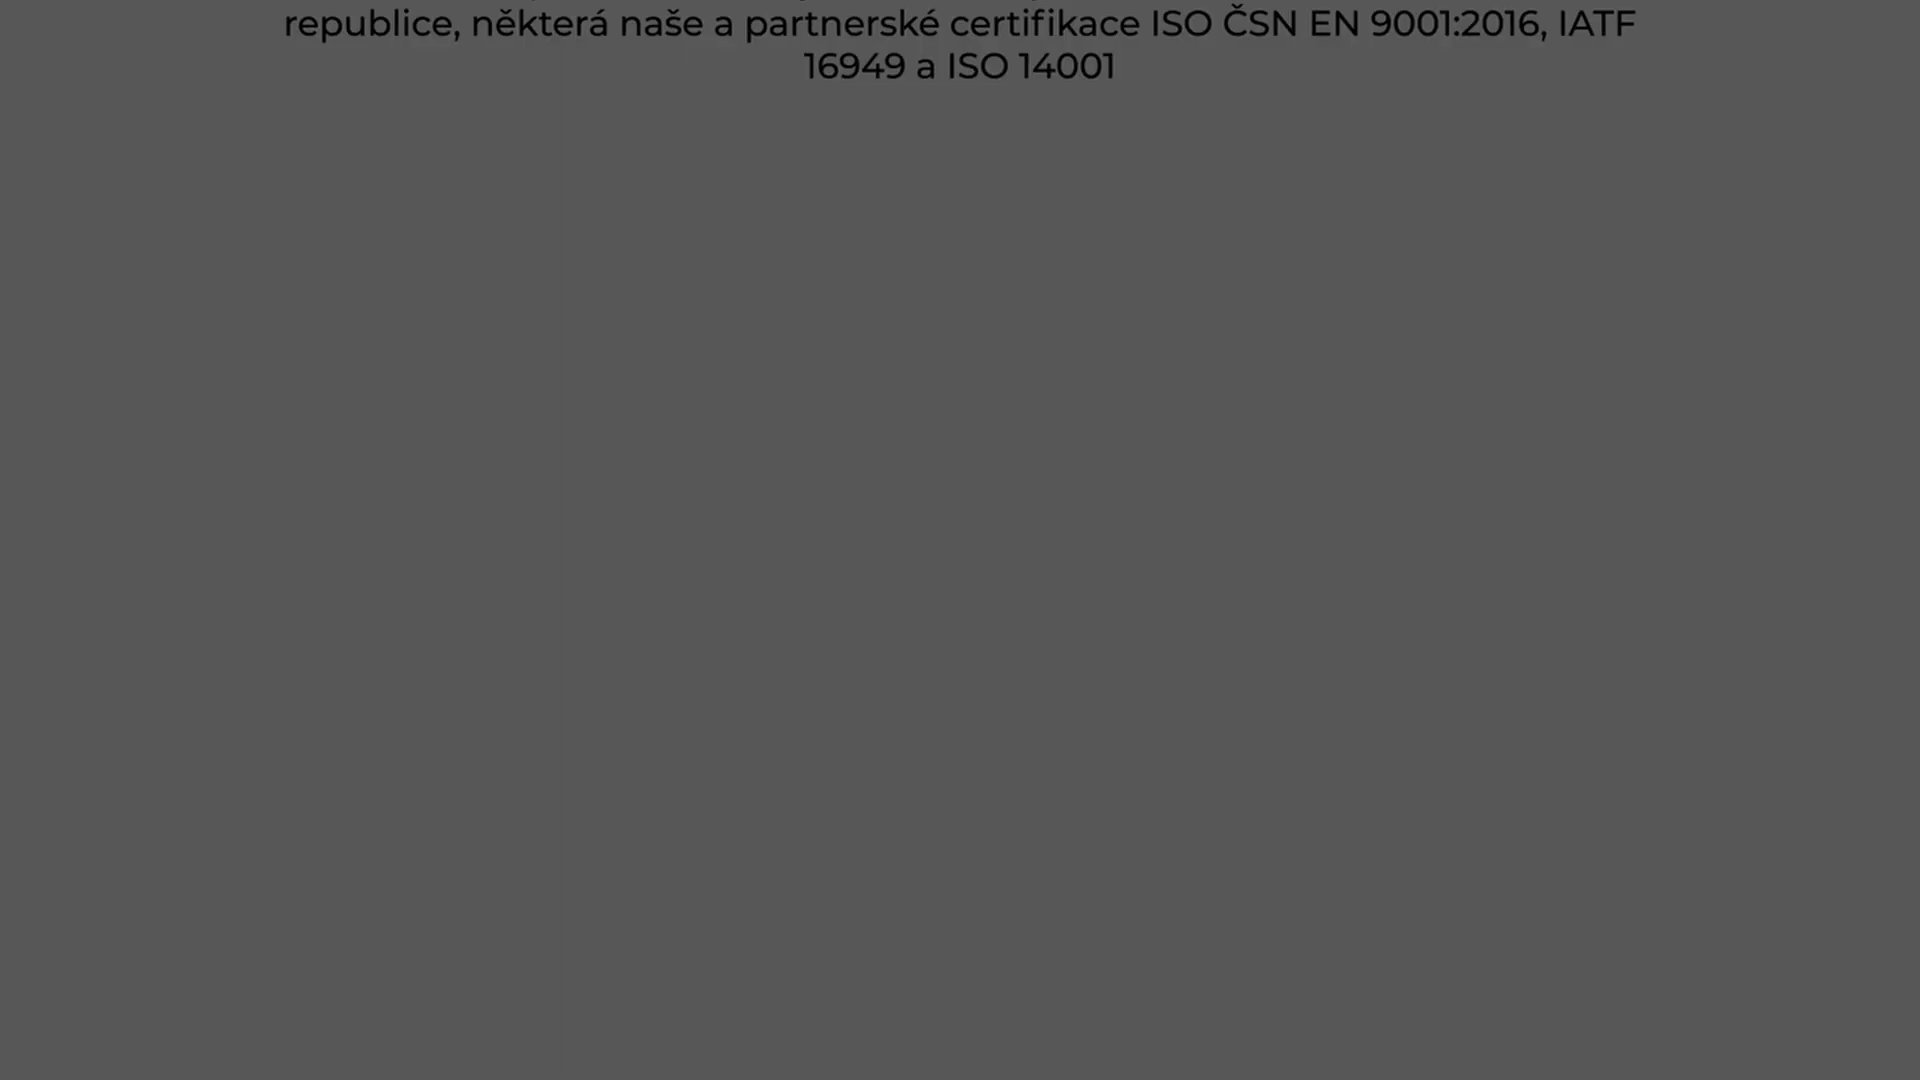 republice, některá naše a partnerské certifikace ISO ČSN EN 9001:2016, IATF
16949 a ISO 14001